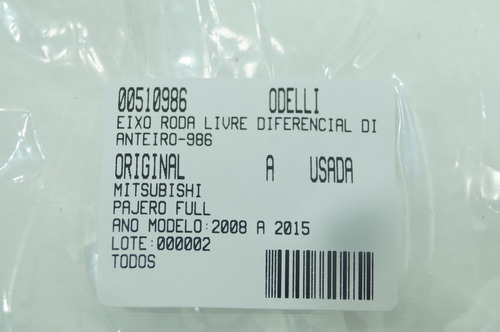 00510986 ODELLI
EIXO RODA LIVRE DIFERENCIAL DI
ANTEIRO-986
ORIGINAL A USADA
MITSUBISHI
PAJERO FULL
ANO MODELO:2008 A 2015
LOTE:000002
TODOS